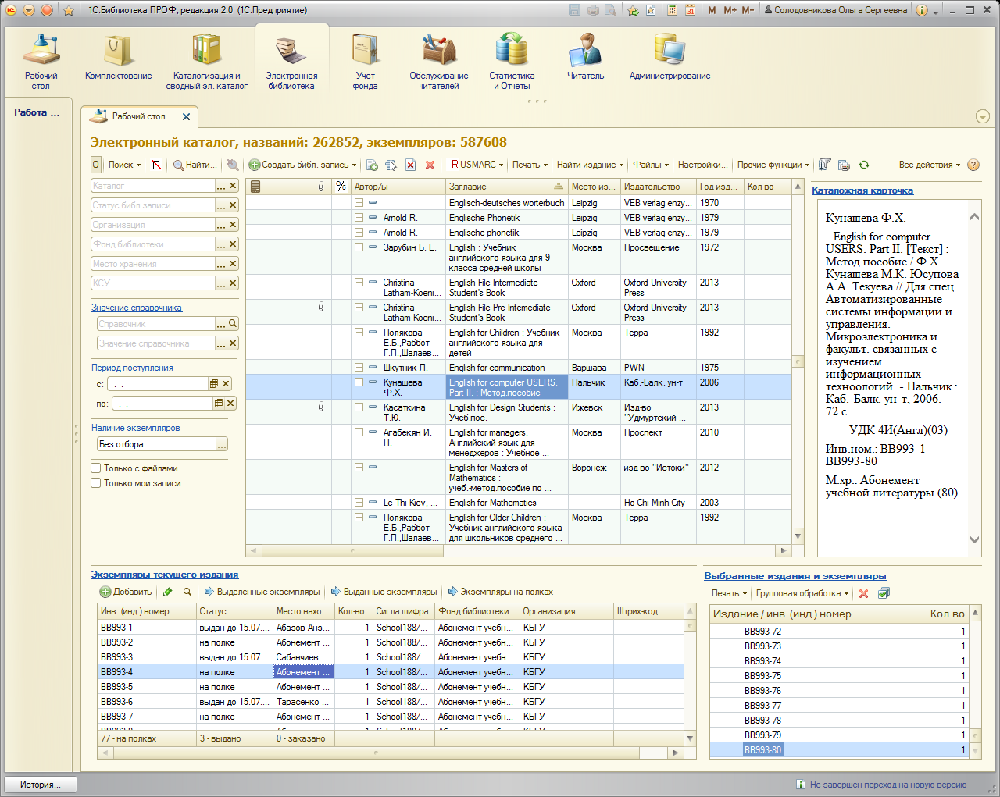 1С:Библиотека ПРОФ, редакция 2.0 (1С:Предприятие)
M M+ M- Солодовникова Ольга Сергеевна
Рабочий стол
Комплектование
Каталогизация и сводный эл. каталог
Электронная библиотека
Учет фонда
Обслуживание читателей
Статистика и Отчеты
Читатель
Администрирование
Работа ...
Рабочий стол
Электронный каталог, названий: 262852, экземпляров: 587608
О Поиск Найти... Создать библ. запись R USMARC Печать Найти издание Файлы Настройки... Прочие функции Все действия
Каталог
Статус библ.записи
Организация
Фонд библиотеки
Место хранения
КСУ
Значение справочника
Справочник
Значение справочника
Период поступления
с: . .
по: . .
Наличие экземпляров
Без отбора
Только с файлами
Только мои записи
Автор/ы Заглавие Место из... Издательство Год изд... Кол-во
Englisch-deutsches worterbuch Leipzig VEB verlag enzy... 1970
Arnold R. Englische Phonetik Leipzig VEB verlag enzy... 1979
Arnold R. Englische phonetik Leipzig VEB verlag enzy... 1979
Зарубин Б. Е. English : Учебник Москва Просвещение 1972
английского языка для 9
класса средней школы
Christina English File Intermediate Oxford Oxford University 2013
Latham-Koeni... Student's Book Press
Christina English File Pre-Intermediate Oxford Oxford University 2013
Latham-Koeni... Student's Book Press
Полякова English for Children : Учебник Москва Терра 1992
Е.Б.,Раббот английского языка для
Г.П.,Шалаев... детей
Шкутник Л. English for communication Варшава PWN 1975
Кунашева English for computer USERS. Нальчик Каб.-Балк. ун-т 2006
Ф.Х. Part II. : Метод.пособие
Касаткина English for Design Students : Ижевск Изд-во 2013
Т.Ю. Учеб.пос. "Удмуртский ...
Агабекян И. English for managers. Москва Проспект 2010
П. Английский язык для
менеджеров : Учебное ...
English for Masters of Воронеж изд-во "Истоки" 2012
Mathematics :
учеб.-метод.пособие по ...
Le Thi Kiev, ... English for Mathematics Ho Chi Minh City 2003
Полякова English for Older Children : Москва Терра 1992
Е.Б.,Раббот Учебник английского языка
Г.П.,Шалаев... для школьников среднего ...
Каталожная карточка
Кунашева Ф.Х.
English for computer
USERS. Part II. [Текст] :
Метод.пособие / Ф.Х.
Кунашева М.К. Юсупова
А.А. Текуева // Для спец.
Автоматизированные
системы информации и
управления.
Микроэлектроника и
факульт. связанных с
изучением
информационных
техноологий. - Нальчик :
Каб.-Балк. ун-т, 2006. -
72 с.
УДК 4И(Англ)(03)
Инв.ном.: ВВ993-1-
ВВ993-80
М.хр.: Абонемент
учебной литературы (80)
Экземпляры текущего издания
Добавить Выделенные экземпляры Выданные экземпляры Экземпляры на полках
Инв. (инд.) номер Статус Место нахо... Кол-во Сигла шифра Фонд библиотеки Организация Штрих-код
ВВ993-1 выдан до 15.07.... Абазов Анз... 1 School188/... Абонемент учебн... КБГУ
ВВ993-2 на полке Абонемент ... 1 School188/... Абонемент учебн... КБГУ
ВВ993-3 выдан до 15.07.... Сабанчиев ... 1 School188/... Абонемент учебн... КБГУ
ВВ993-4 на полке Абонемент ... 1 School188/... Абонемент учебн... КБГУ
ВВ993-5 на полке Абонемент ... 1 School188/... Абонемент учебн... КБГУ
ВВ993-6 выдан до 15.07.... Тарасенко ... 1 School188/... Абонемент учебн... КБГУ
ВВ993-7 на полке Абонемент ... 1 School188/... Абонемент учебн... КБГУ
77 - на полках 3 - выдано 0 - заказано
Выбранные издания и экземпляры
Печать Групповая обработка
Издание / инв. (инд.) номер Кол-во
ВВ993-72 1
ВВ993-73 1
ВВ993-74 1
ВВ993-75 1
ВВ993-76 1
ВВ993-77 1
ВВ993-78 1
ВВ993-79 1
ВВ993-80 1
История...
Не завершен переход на новую версию